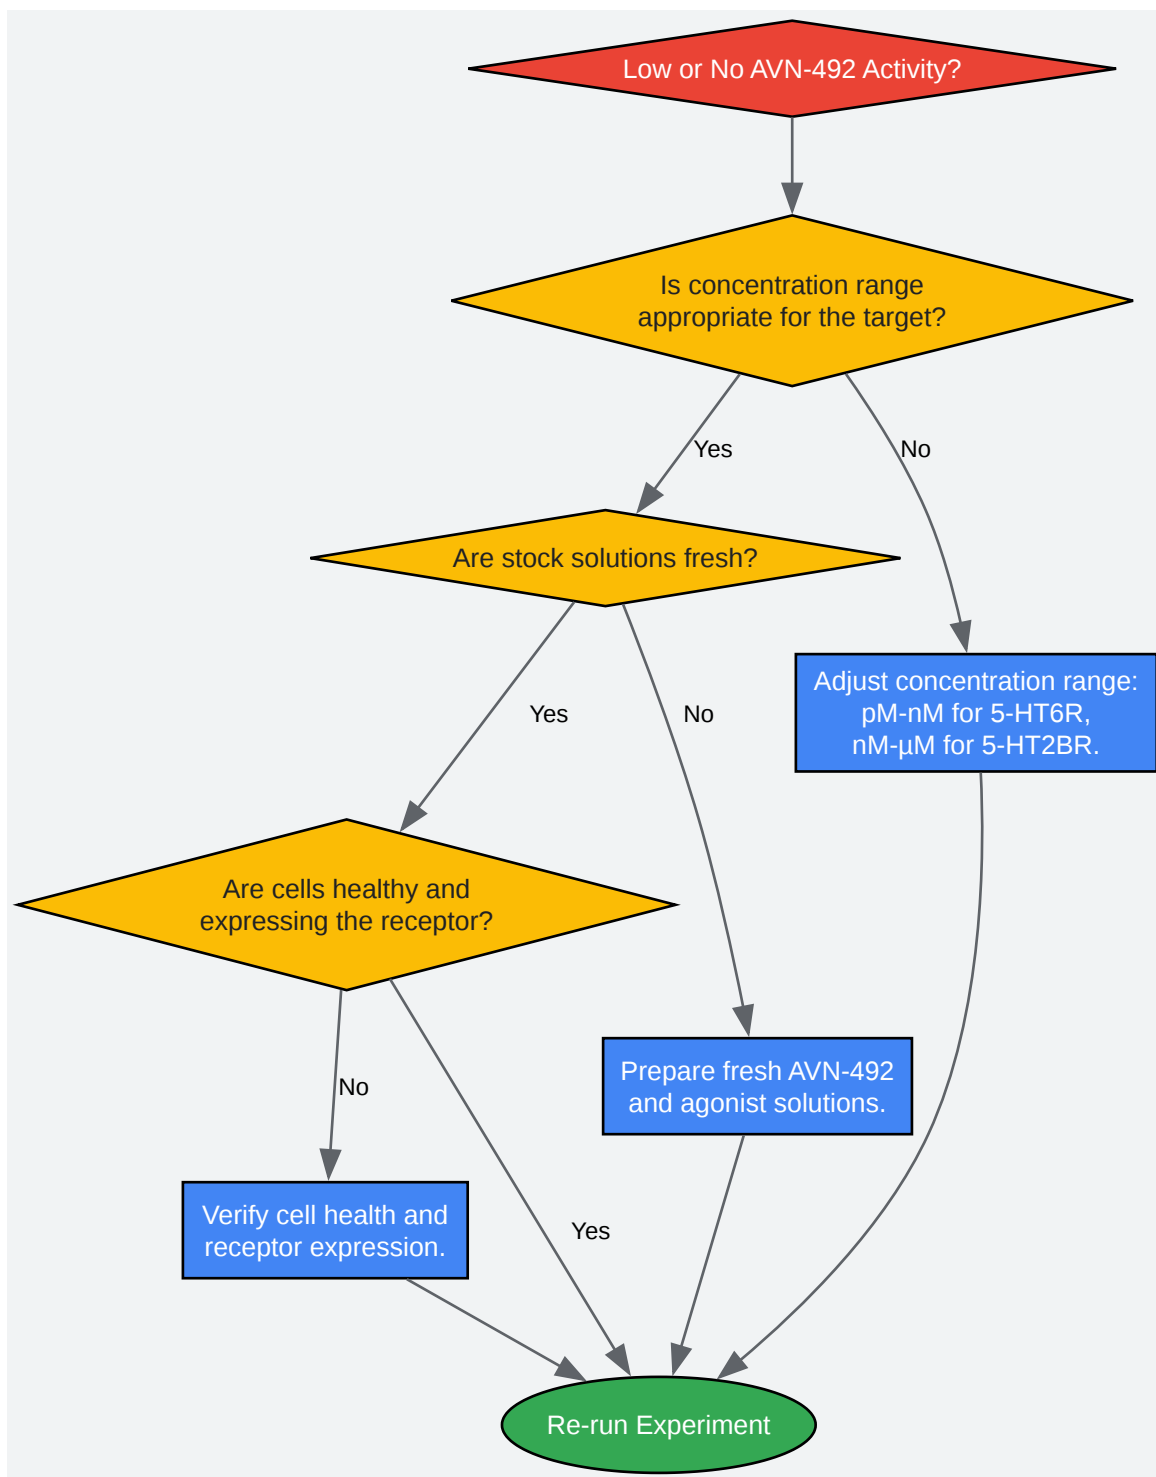 Low or No AVN-492 Activity?
Is concentration range
appropriate for the target?
Yes
No
Are stock solutions fresh?
Adjust concentration range:
pM-nM for 5-HT6R,
nM-µM for 5-HT2BR.
Yes
No
Are cells healthy and
expressing the receptor?
Prepare fresh AVN-492
and agonist solutions.
No
Verify cell health and
receptor expression.
Yes
Re-run Experiment